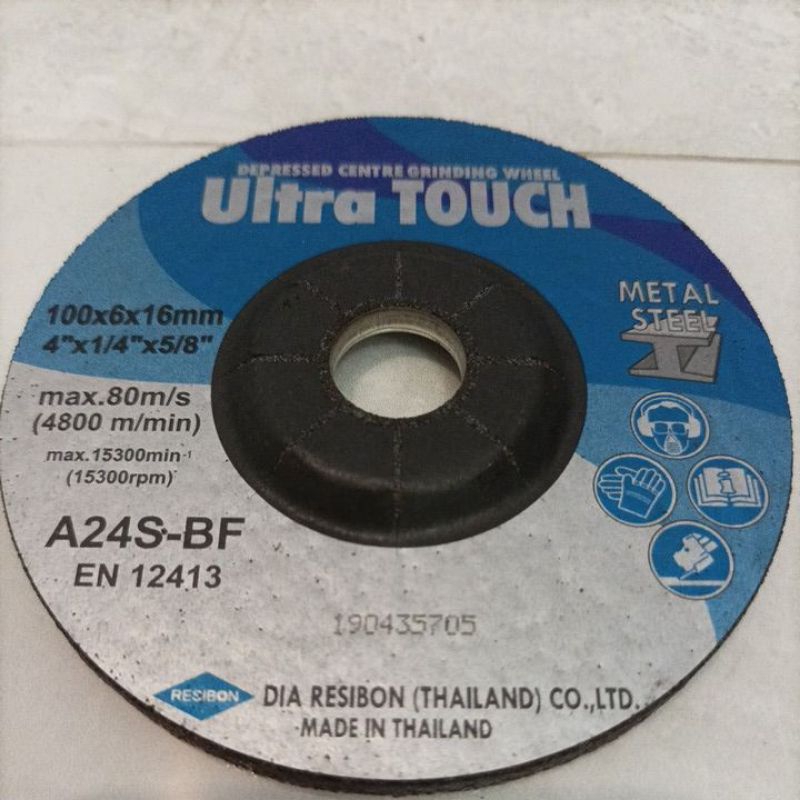 DEPRESSED CENTRE GRINDING WHEEL
Ultra TOUCH
100x6x16mm
4"x1/4"x5/8"
METAL
STEEL
max.80m/s
(4800 m/min)
max.15300min-1
(15300rpm)
A24S-BF
EN 12413
190435705
RESIBON
DIA RESIBON (THAILAND) CO.,LTD.
MADE IN THAILAND